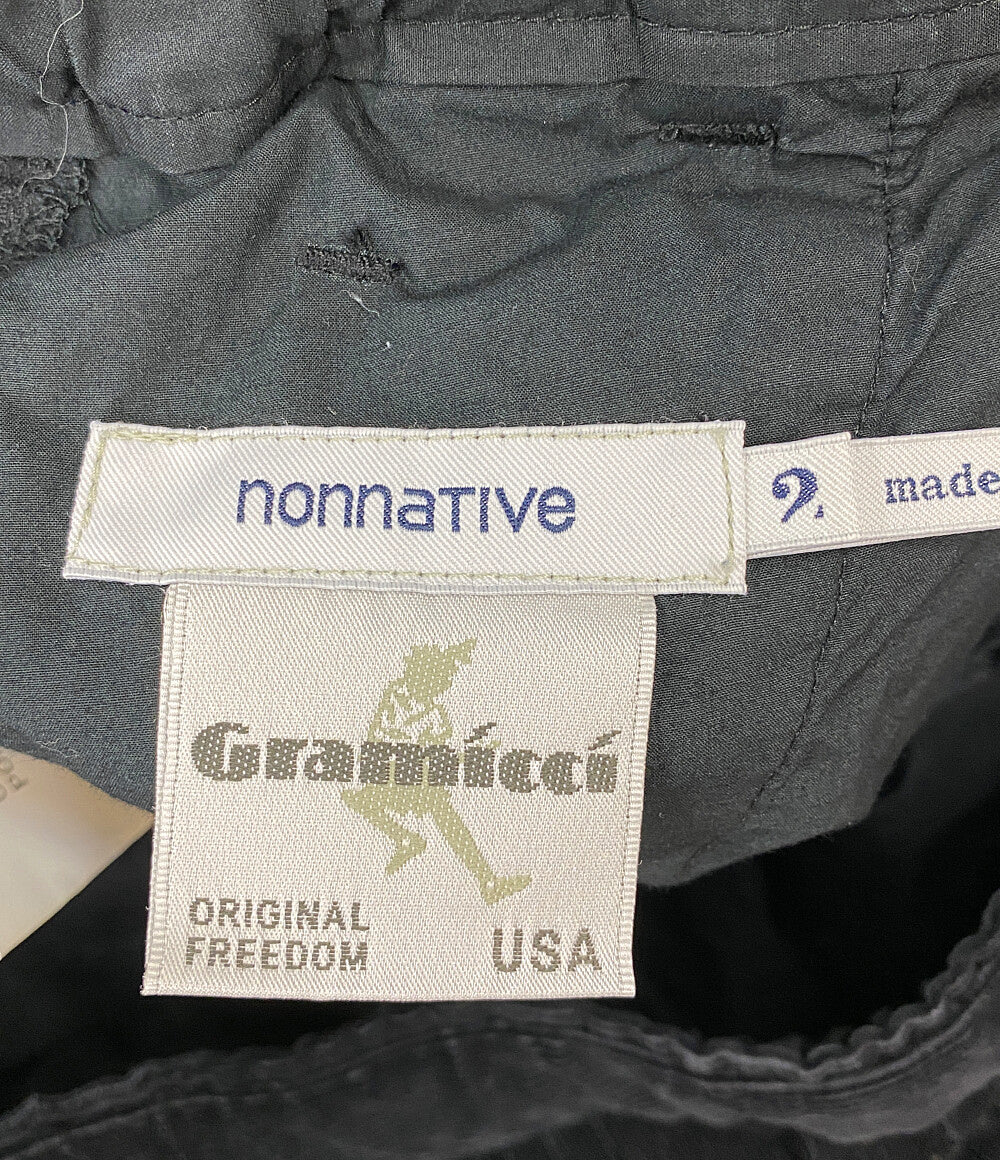 nonnative
2
made
Gramicci
ORIGINAL
FREEDOM
USA